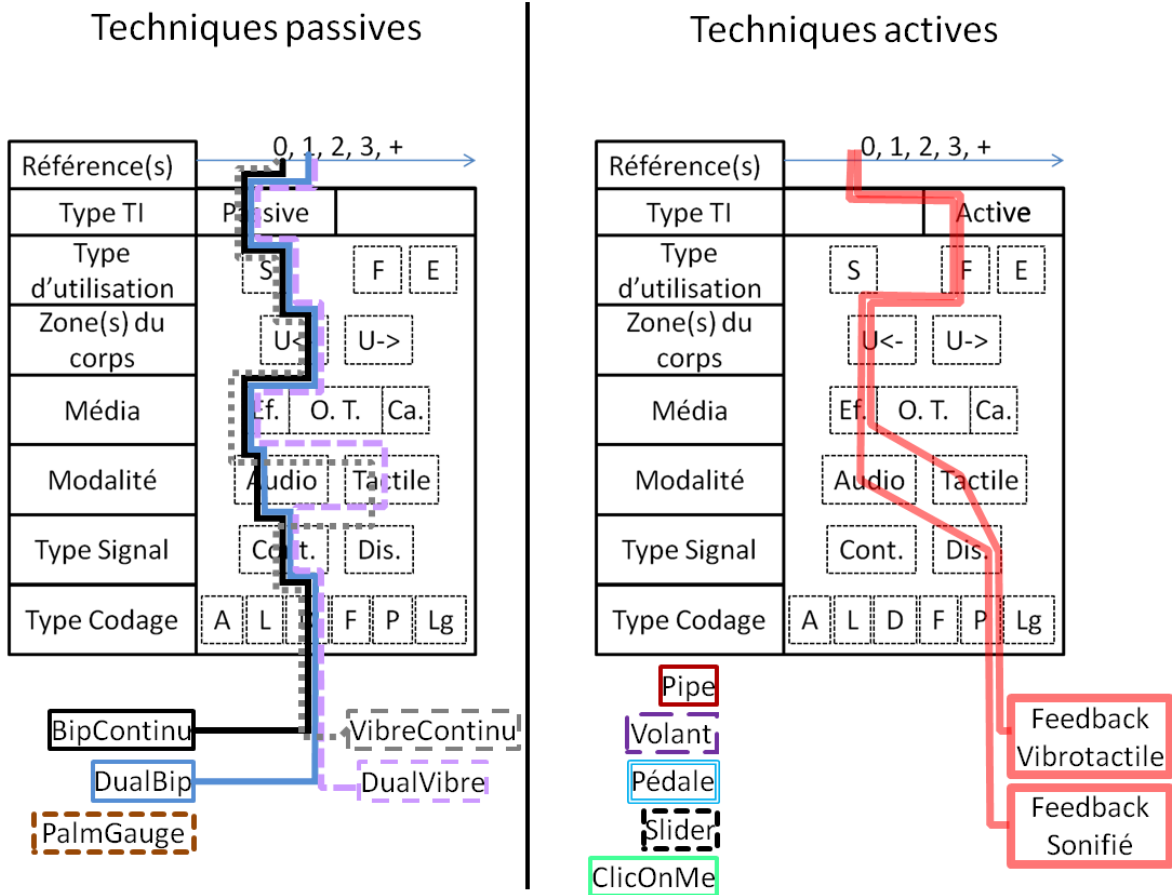 Techniques passives
Techniques actives
0, 1, 2, 3, +
Référence(s)
Type TI
Passive
Type
d'utilisation
S
F
E
Zone(s) du
corps
U<-
U->
Média
Ef.
O. T.
Ca.
Modalité
Audio
Tactile
Type Signal
Cont.
Dis.
Type Codage
A
L
F
P
Lg
BipContinu
VibreContinu
DualBip
DualVibre
PalmGauge
0, 1, 2, 3, +
Référence(s)
Type TI
Active
Type
d'utilisation
S
F
E
Zone(s) du
corps
U<-
U->
Média
Ef.
O. T.
Ca.
Modalité
Audio
Tactile
Type Signal
Cont.
Dis.
Type Codage
A
L
D
F
P
Lg
Pipe
Volant
Pédale
Slider
ClicOnMe
Feedback
Vibrotactile
Feedback
Sonifié